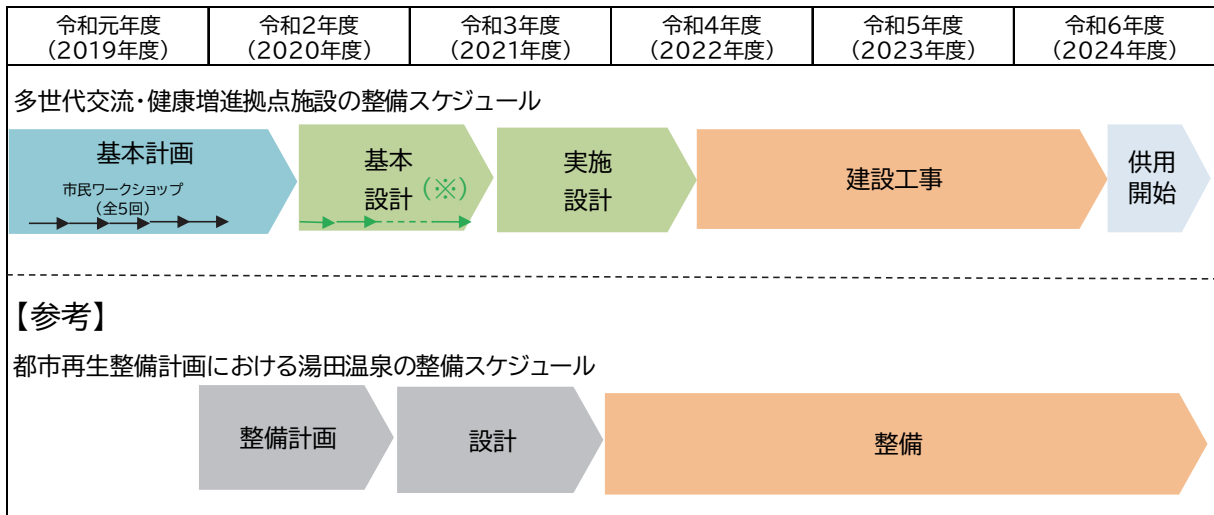 令和元年度
(2019年度)
令和2年度
(2020年度)
令和3年度
(2021年度)
令和4年度
(2022年度)
令和5年度
(2023年度)
令和6年度
(2024年度)
多世代交流・健康増進拠点施設の整備スケジュール
基本計画
市民ワークショップ
(全5回)
基本
設計(※)
実施
設計
建設工事
供用
開始
【参考】
都市再生整備計画における湯田温泉の整備スケジュール
整備計画
設計
整備